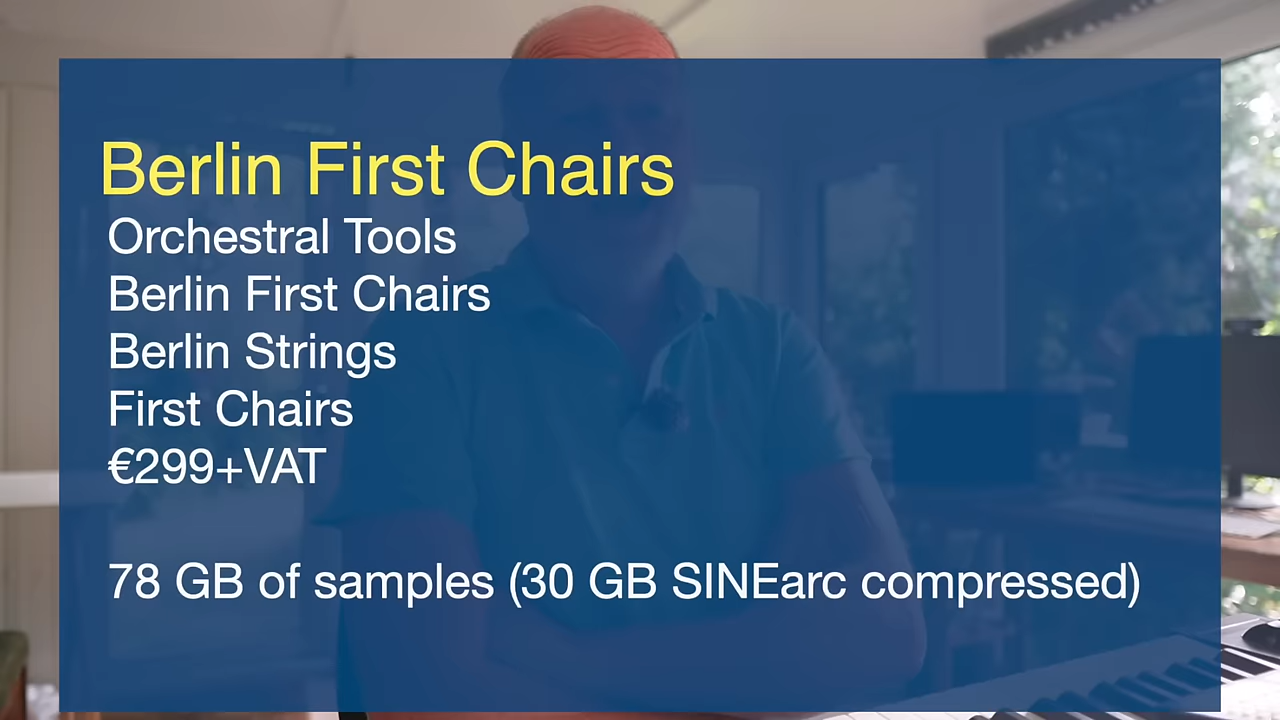 Berlin First Chairs
Orchestral Tools
Berlin First Chairs
Berlin Strings
First Chairs
€299+VAT
78 GB of samples (30 GB SINEarc compressed)